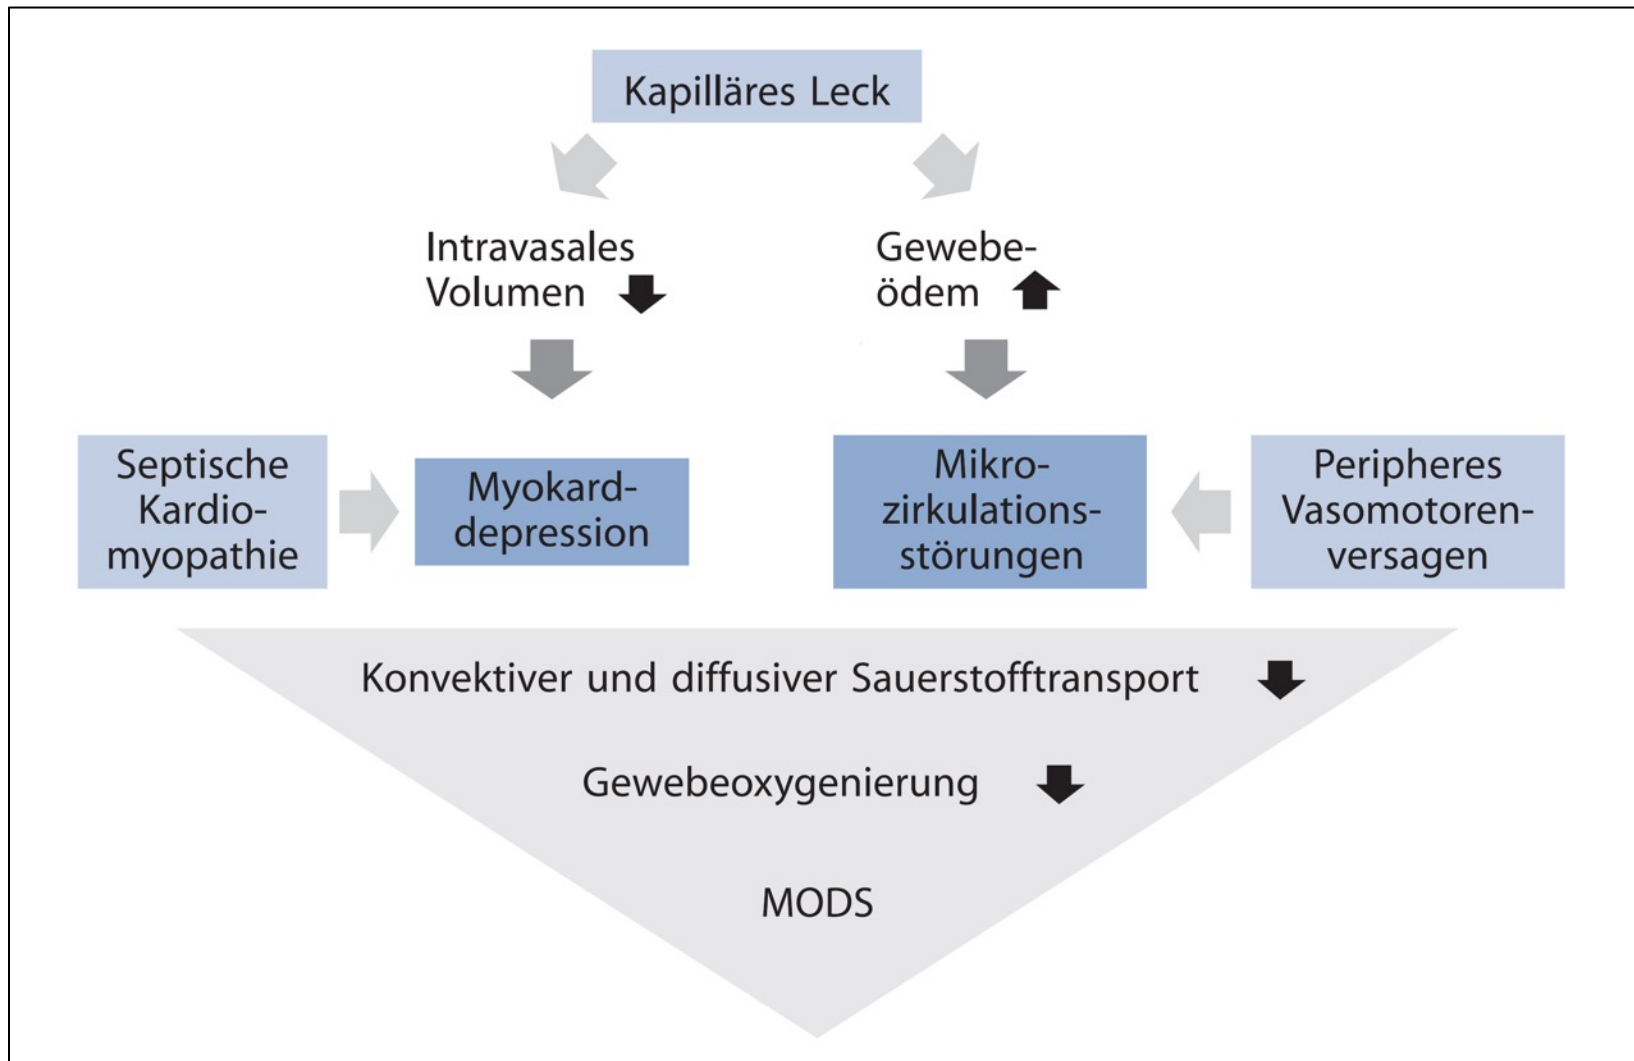 Kapilläres Leck
Intravasales
Volumen
Gewebe-
ödem
Septische
Kardio-
myopathie
Myokard-
depression
Mikro-
zirkulations-
störungen
Peripheres
Vasomotoren-
versagen
Konvektiver und diffusiver Sauerstofftransport
Gewebeoxygenierung
MODS